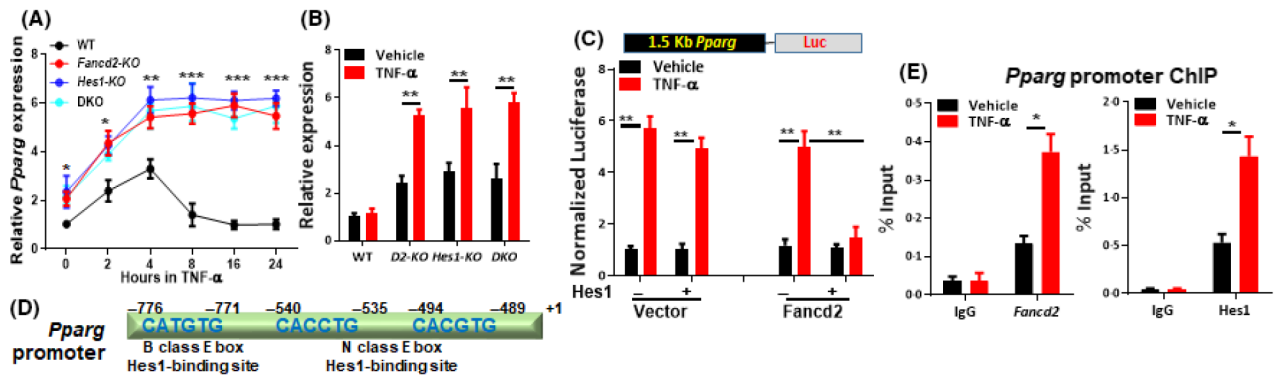 (A)
WT
Fancd2-KO
Hes1-KO
DKO
Relative Pparg expression
8
6
4
2
0
* * ** *** *** ***
0 2 4 8 16 24
Hours in TNF-α
(B)
Vehicle
TNF-α
Relative expression
8
6
4
2
0
** ** **
WT D2-KO Hes1-KO DKO
(C)
1.5 Kb Pparg Luc
Vehicle
TNF-α
Normalized Luciferase
8
6
4
2
0
** ** ** **
Hes1 – + – +
Vector Fancd2
(D)
–776 –771 –540 –535 –494 –489 +1
Pparg promoter
CATGTG CACCTG CACGTG
B class E box N class E box
Hes1-binding site Hes1-binding site
(E)
Pparg promoter ChIP
Vehicle
TNF-α
% Input
0·5
0·4
0·3
0·2
0·1
0·0
*
IgG Fancd2
Vehicle
TNF-α
% Input
2·0
1·5
1·0
0·5
0·0
*
IgG Hes1